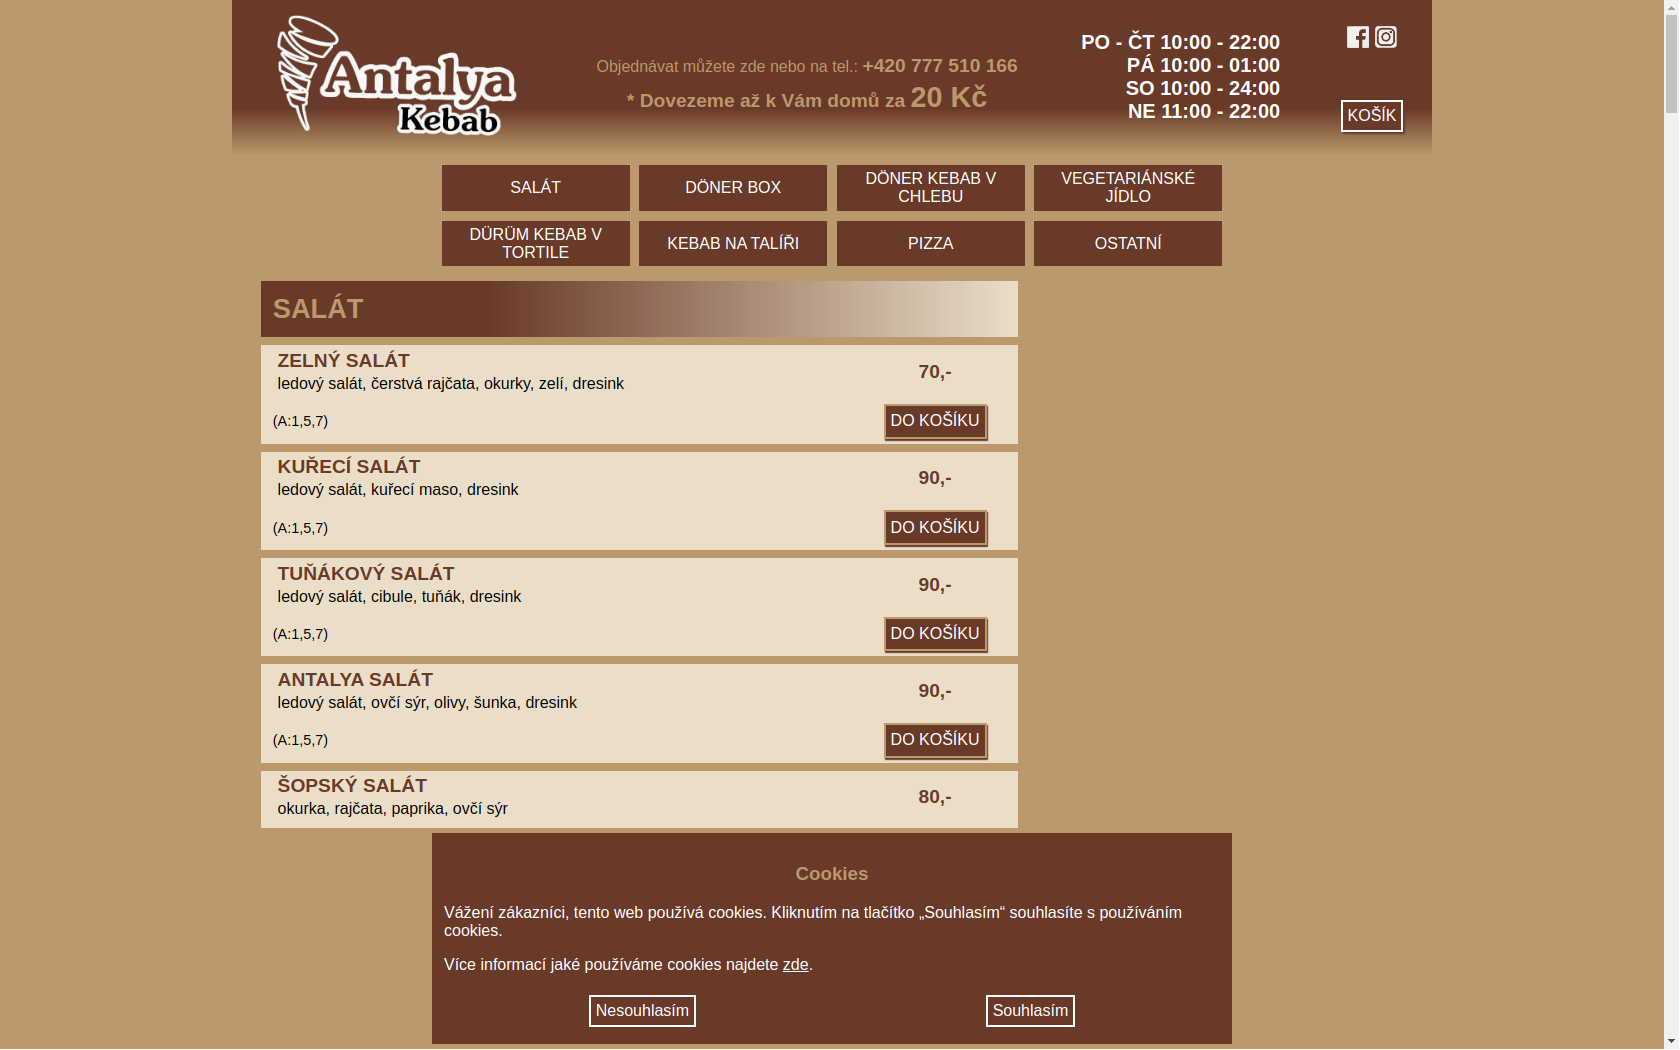 Antalya
Kebab
Objednávat můžete zde nebo na tel.: +420 777 510 166
* Dovezeme až k Vám domů za 20 Kč
PO - ČT 10:00 - 22:00
PÁ 10:00 - 01:00
SO 10:00 - 24:00
NE 11:00 - 22:00
KOŠÍK
SALÁT
DÖNER BOX
DÖNER KEBAB V
CHLEBU
VEGETARIÁNSKÉ
JÍDLO
DÜRÜM KEBAB V
TORTILE
KEBAB NA TALÍŘI
PIZZA
OSTATNÍ
SALÁT
ZELNÝ SALÁT
ledový salát, čerstvá rajčata, okurky, zelí, dresink
70,-
(A:1,5,7)
DO KOŠÍKU
KUŘECÍ SALÁT
ledový salát, kuřecí maso, dresink
90,-
(A:1,5,7)
DO KOŠÍKU
TUŇÁKOVÝ SALÁT
ledový salát, cibule, tuňák, dresink
90,-
(A:1,5,7)
DO KOŠÍKU
ANTALYA SALÁT
ledový salát, ovčí sýr, olivy, šunka, dresink
90,-
(A:1,5,7)
DO KOŠÍKU
ŠOPSKÝ SALÁT
okurka, rajčata, paprika, ovčí sýr
80,-
Cookies
Vážení zákazníci, tento web používá cookies. Kliknutím na tlačítko „Souhlasím“ souhlasíte s používáním
cookies.
Více informací jaké používáme cookies najdete zde.
Nesouhlasím
Souhlasím